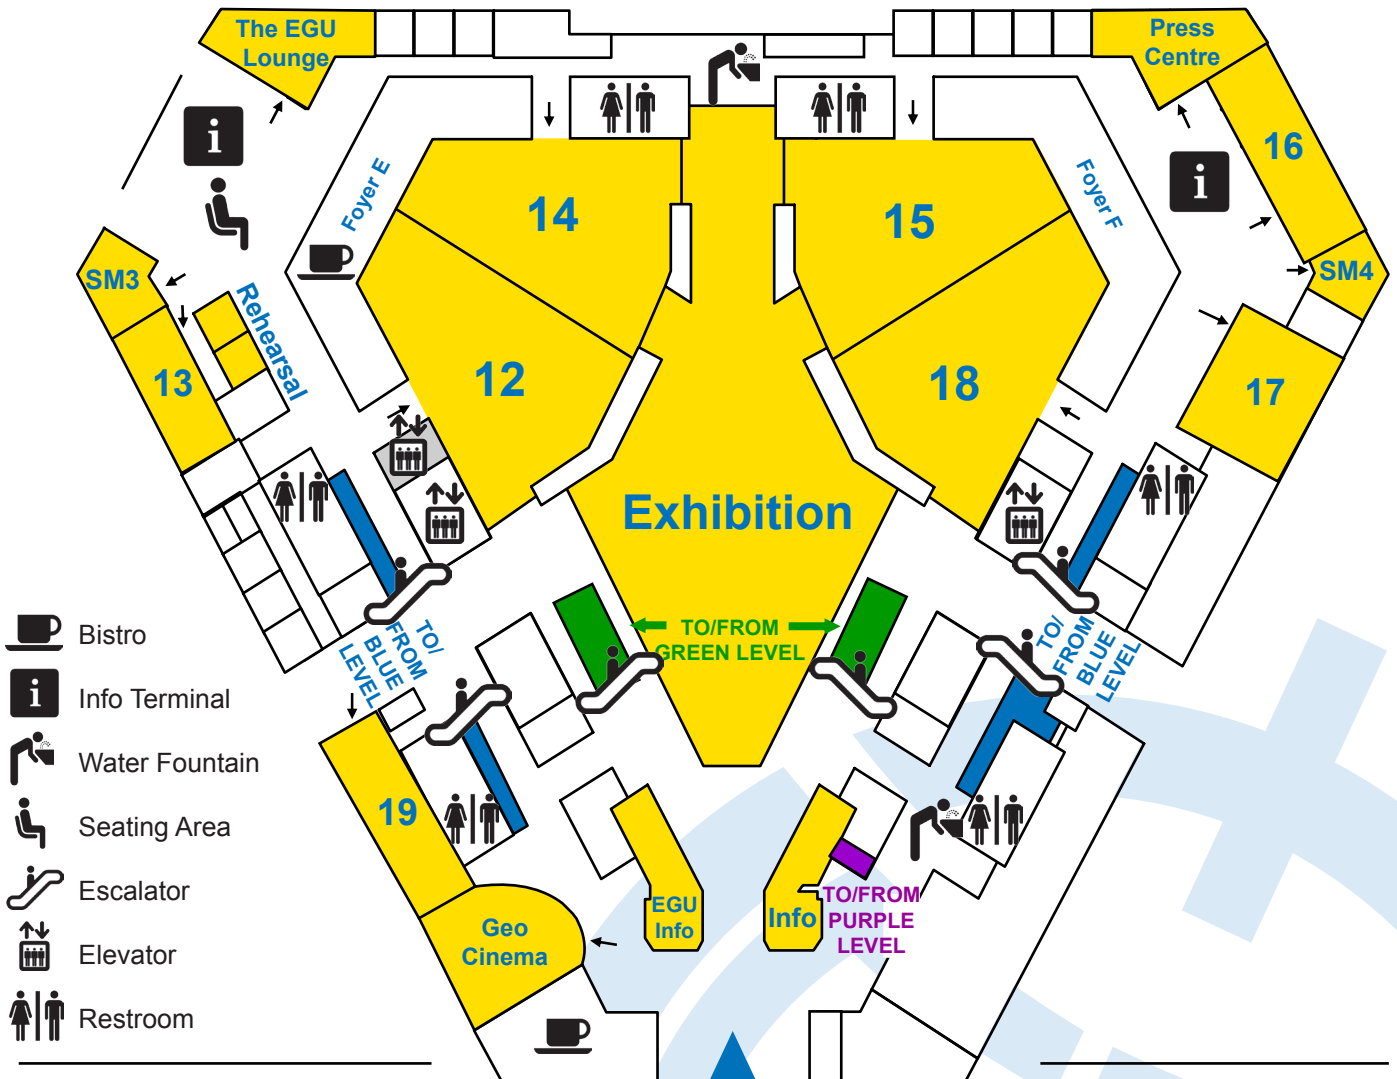 The EGU
Lounge
Press
Centre
i
16
Foyer E
14
15
Foyer F
i
SM3
SM4
Rehearsal
13
12
18
17
Exhibition
TO/FROM
GREEN LEVEL
TO/
FROM
BLUE
LEVEL
TO/
FROM
BLUE
LEVEL
Bistro
i
Info Terminal
Water Fountain
Seating Area
Escalator
Elevator
Restroom
19
EGU
Info
Info
TO/FROM
PURPLE
LEVEL
Geo
Cinema